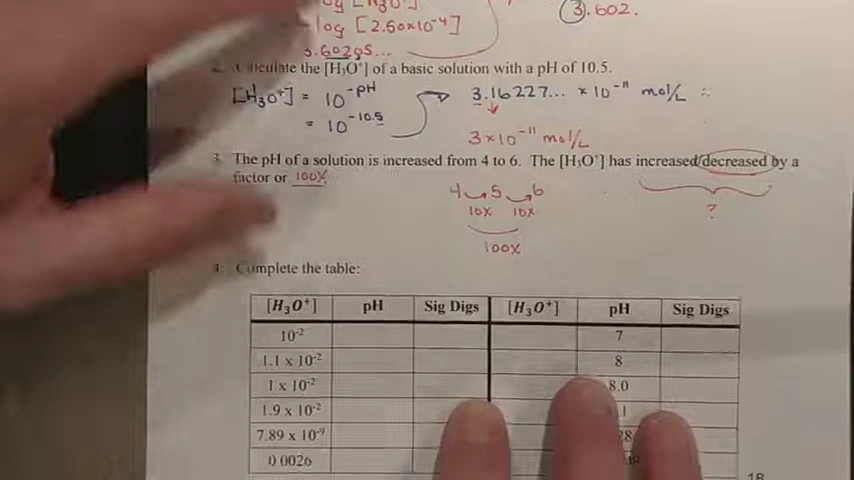 log [2.50x10⁻⁴]
3.602.
3.60205...
2. Calculate the [H₃O⁺] of a basic solution with a pH of 10.5.
[H₃O⁺] = 10^-pH 3.16227... x 10⁻¹¹ mol/L
= 10^-10.5
3x10⁻¹¹ mol/L
3. The pH of a solution is increased from 4 to 6. The [H₃O⁺] has increased/decreased by a
factor or 100X.
4 5 6
10x 10x ?
100x
4. Complete the table:
[H₃O⁺] pH Sig Digs [H₃O⁺] pH Sig Digs
10⁻² 7
1.1 x 10⁻² 8
1 x 10⁻² 8.0
1.9 x 10⁻²
7.89 x 10⁻⁹
0.0026
18